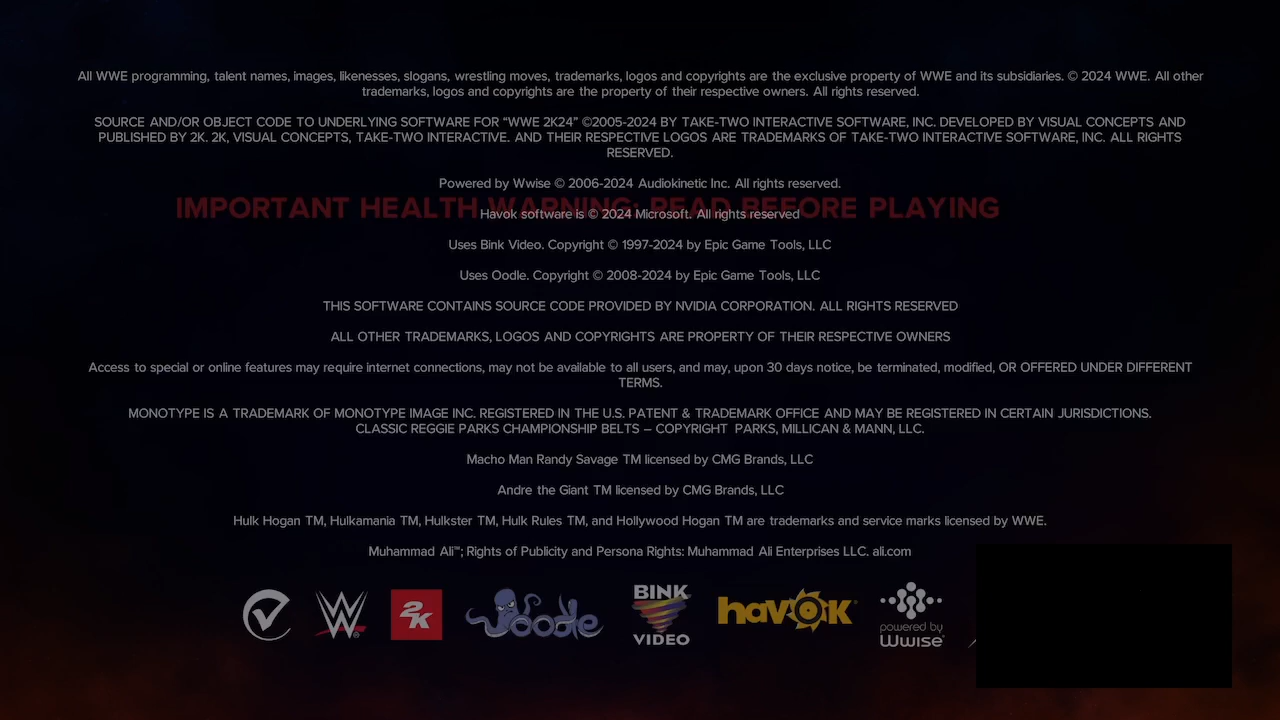 All WWE programming, talent names, images, likenesses, slogans, wrestling moves, trademarks, logos and copyrights are the exclusive property of WWE and its subsidiaries. © 2024 WWE. All other
trademarks, logos and copyrights are the property of their respective owners. All rights reserved.
SOURCE AND/OR OBJECT CODE TO UNDERLYING SOFTWARE FOR “WWE 2K24” ©2005-2024 BY TAKE-TWO INTERACTIVE SOFTWARE, INC. DEVELOPED BY VISUAL CONCEPTS AND
PUBLISHED BY 2K. 2K, VISUAL CONCEPTS, TAKE-TWO INTERACTIVE. AND THEIR RESPECTIVE LOGOS ARE TRADEMARKS OF TAKE-TWO INTERACTIVE SOFTWARE, INC. ALL RIGHTS
RESERVED.
Powered by Wwise © 2006-2024 Audiokinetic Inc. All rights reserved.
IMPORTANT HEALTH WARNING: READ BEFORE PLAYING
Havok software is © 2024 Microsoft. All rights reserved
Uses Bink Video. Copyright © 1997-2024 by Epic Game Tools, LLC
Uses Oodle. Copyright © 2008-2024 by Epic Game Tools, LLC
THIS SOFTWARE CONTAINS SOURCE CODE PROVIDED BY NVIDIA CORPORATION. ALL RIGHTS RESERVED
ALL OTHER TRADEMARKS, LOGOS AND COPYRIGHTS ARE PROPERTY OF THEIR RESPECTIVE OWNERS
Access to special or online features may require internet connections, may not be available to all users, and may, upon 30 days notice, be terminated, modified, OR OFFERED UNDER DIFFERENT
TERMS.
MONOTYPE IS A TRADEMARK OF MONOTYPE IMAGE INC. REGISTERED IN THE U.S. PATENT & TRADEMARK OFFICE AND MAY BE REGISTERED IN CERTAIN JURISDICTIONS.
CLASSIC REGGIE PARKS CHAMPIONSHIP BELTS – COPYRIGHT PARKS, MILLICAN & MANN, LLC.
Macho Man Randy Savage TM licensed by CMG Brands, LLC
Andre the Giant TM licensed by CMG Brands, LLC
Hulk Hogan TM, Hulkamania TM, Hulkster TM, Hulk Rules TM, and Hollywood Hogan TM are trademarks and service marks licensed by WWE.
Muhammad Ali™; Rights of Publicity and Persona Rights: Muhammad Ali Enterprises LLC. ali.com
W 2K oodle BINK VIDEO havok powered by Wwise